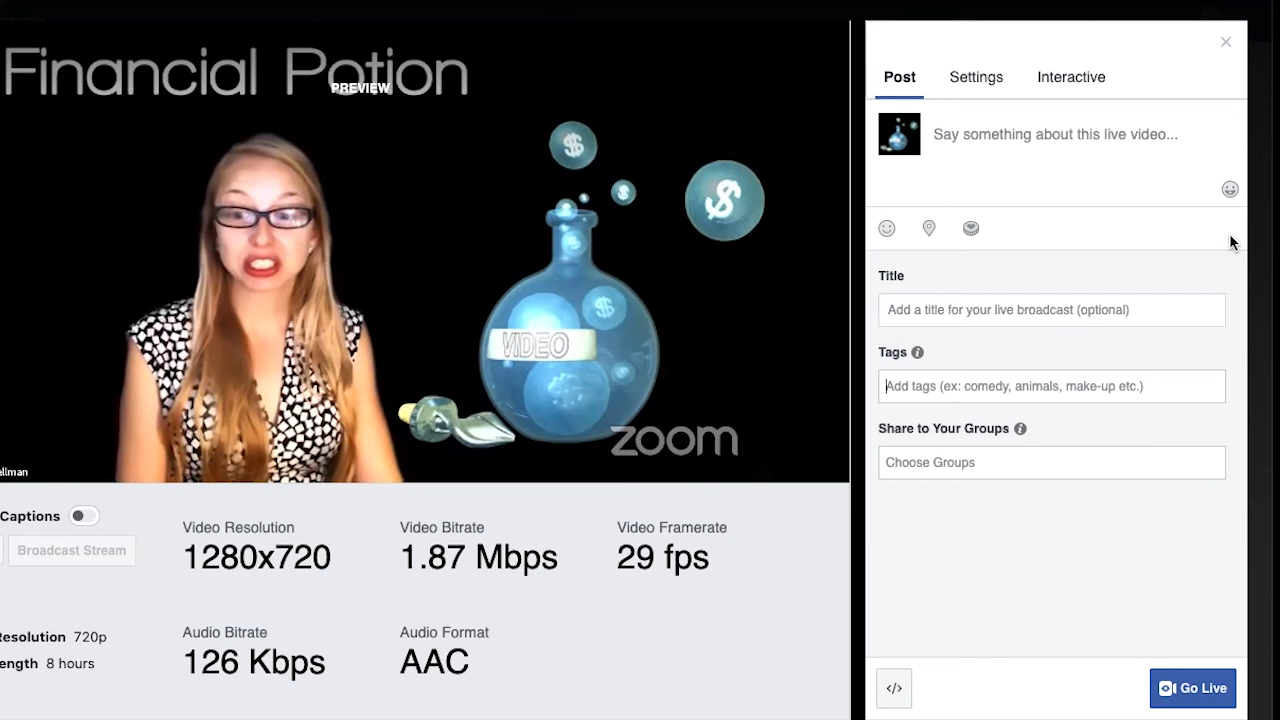 Financial Potion
PREVIEW
$
$
$
$
VIDEO
zoom
ellman
Captions
Broadcast Stream
Resolution 720p
ength 8 hours
Video Resolution
1280x720
Video Bitrate
1.87 Mbps
Video Framerate
29 fps
Audio Bitrate
126 Kbps
Audio Format
AAC
Post Settings Interactive
Say something about this live video...
Title
Add a title for your live broadcast (optional)
Tags
Add tags (ex: comedy, animals, make-up etc.)
Share to Your Groups
Choose Groups
</>
Go Live